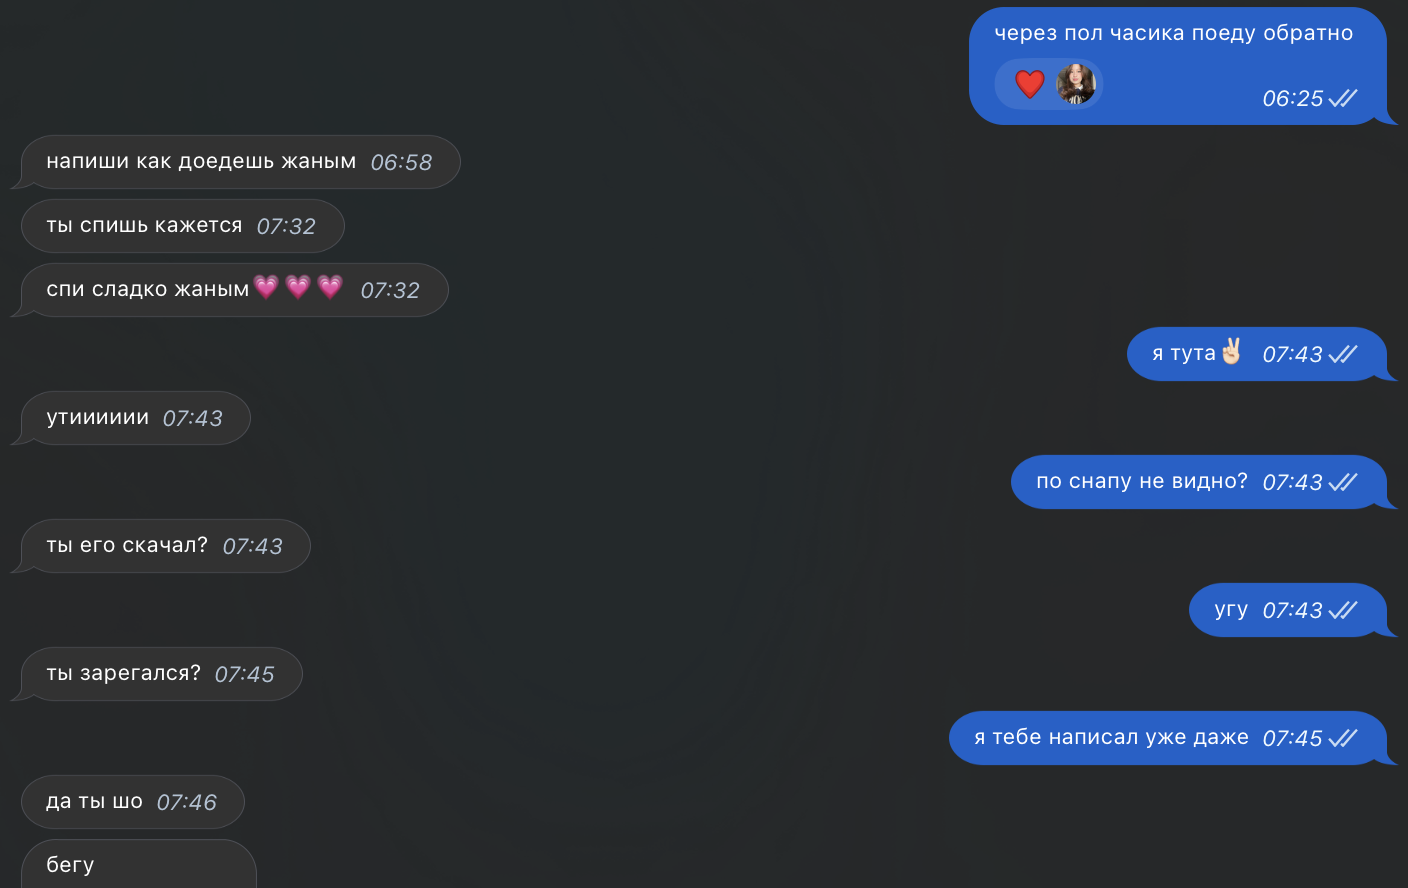 через пол часика поеду обратно
❤️ 06:25
напиши как доедешь жаным 06:58
ты спишь кажется 07:32
спи сладко жаным💗💗💗 07:32
я тута✌🏻 07:43
утииииии 07:43
по снапу не видно? 07:43
ты его скачал? 07:43
угу 07:43
ты зарегался? 07:45
я тебе написал уже даже 07:45
да ты шо 07:46
бегу